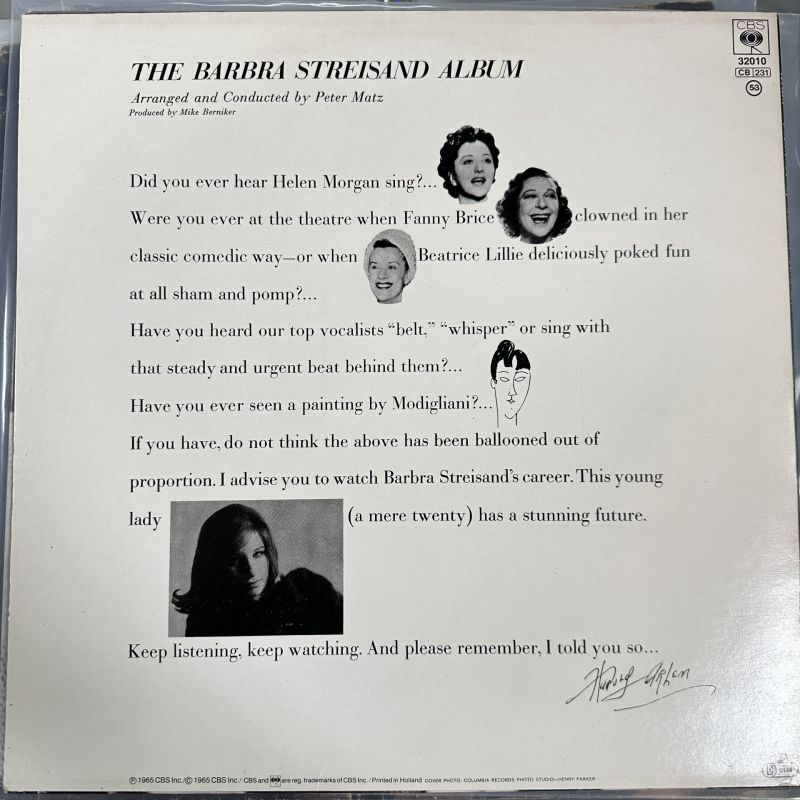 CBS
32010
CB 231
53
THE BARBRA STREISAND ALBUM
Arranged and Conducted by Peter Matz
Produced by Mike Berniker
Did you ever hear Helen Morgan sing?...
Were you ever at the theatre when Fanny Brice clowned in her
classic comedic way—or when Beatrice Lillie deliciously poked fun
at all sham and pomp?...
Have you heard our top vocalists “belt,” “whisper” or sing with
that steady and urgent beat behind them?...
Have you ever seen a painting by Modigliani?...
If you have, do not think the above has been ballooned out of
proportion. I advise you to watch Barbra Streisand's career. This young
lady (a mere twenty) has a stunning future.
Keep listening, keep watching. And please remember, I told you so...
Harold Arlen
℗ 1965 CBS Inc./© 1965 CBS Inc./ CBS and are reg. trademarks of CBS Inc. / Printed in Holland COVER PHOTO: COLUMBIA RECORDS PHOTO STUDIO—HENRY PARKER